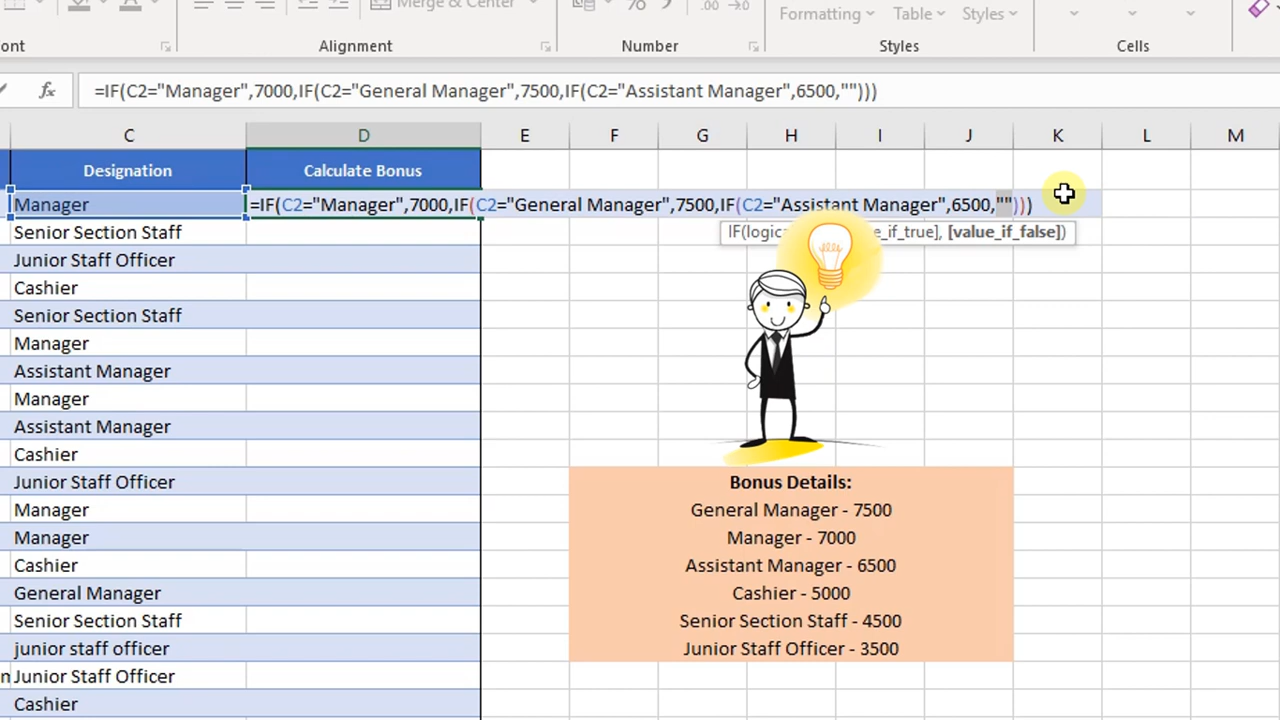 Merge & Center
%
.00
Formatting
Table
Styles
ont
Alignment
Number
Styles
Cells
fx
=IF(C2="Manager",7000,IF(C2="General Manager",7500,IF(C2="Assistant Manager",6500,"")))
C D E F G H I J K L M
Designation Calculate Bonus
Manager =IF(C2="Manager",7000,IF(C2="General Manager",7500,IF(C2="Assistant Manager",6500,"")))
Senior Section Staff
IF(logic e_if_true], [value_if_false])
Junior Staff Officer
Cashier
Senior Section Staff
Manager
Assistant Manager
Manager
Assistant Manager
Cashier
Junior Staff Officer
Manager
Manager
Cashier
General Manager
Senior Section Staff
junior staff officer
n Junior Staff Officer
Cashier
Bonus Details:
General Manager - 7500
Manager - 7000
Assistant Manager - 6500
Cashier - 5000
Senior Section Staff - 4500
Junior Staff Officer - 3500